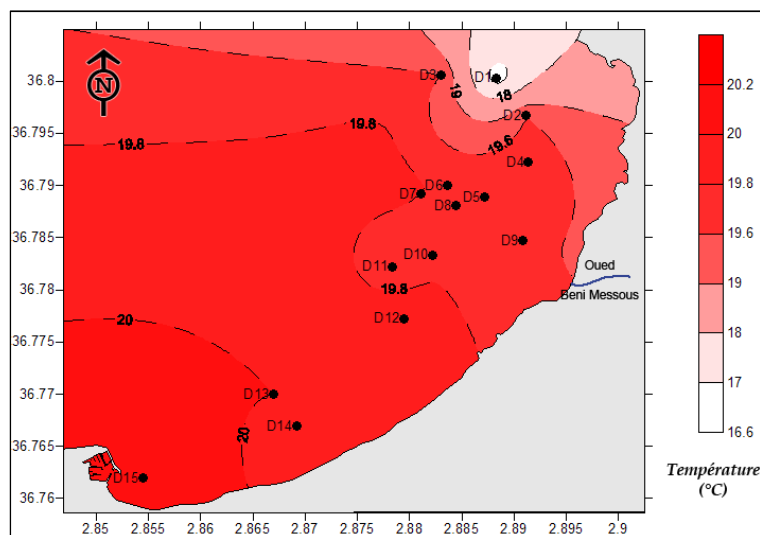 N
D3
D1
19
18
D2
19.8
19.8
19.6
D4
D6
D7
D5
D8
D9
D10
D11
Oued
19.8
Beni Messous
D12
20
D13
D14
20
D15
36.8
36.795
36.79
36.785
36.78
36.775
36.77
36.765
36.76
2.85 2.855 2.86 2.865 2.87 2.875 2.88 2.885 2.89 2.895 2.9
20.2
20
19.8
19.6
19
18
17
16.6
Température
(°C)